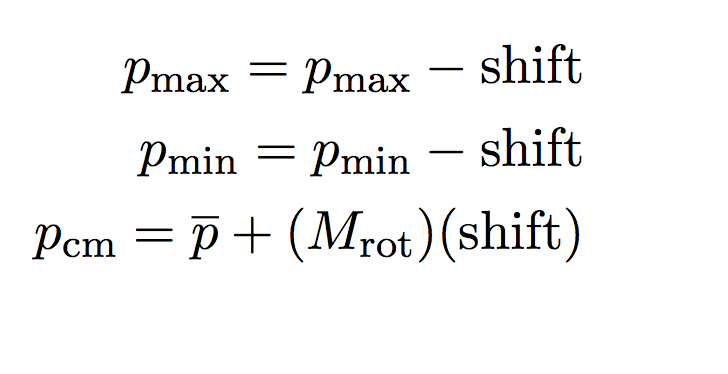 p_max = p_max − shift
p_min = p_min − shift
p_cm = p̅ + (M_rot)(shift)